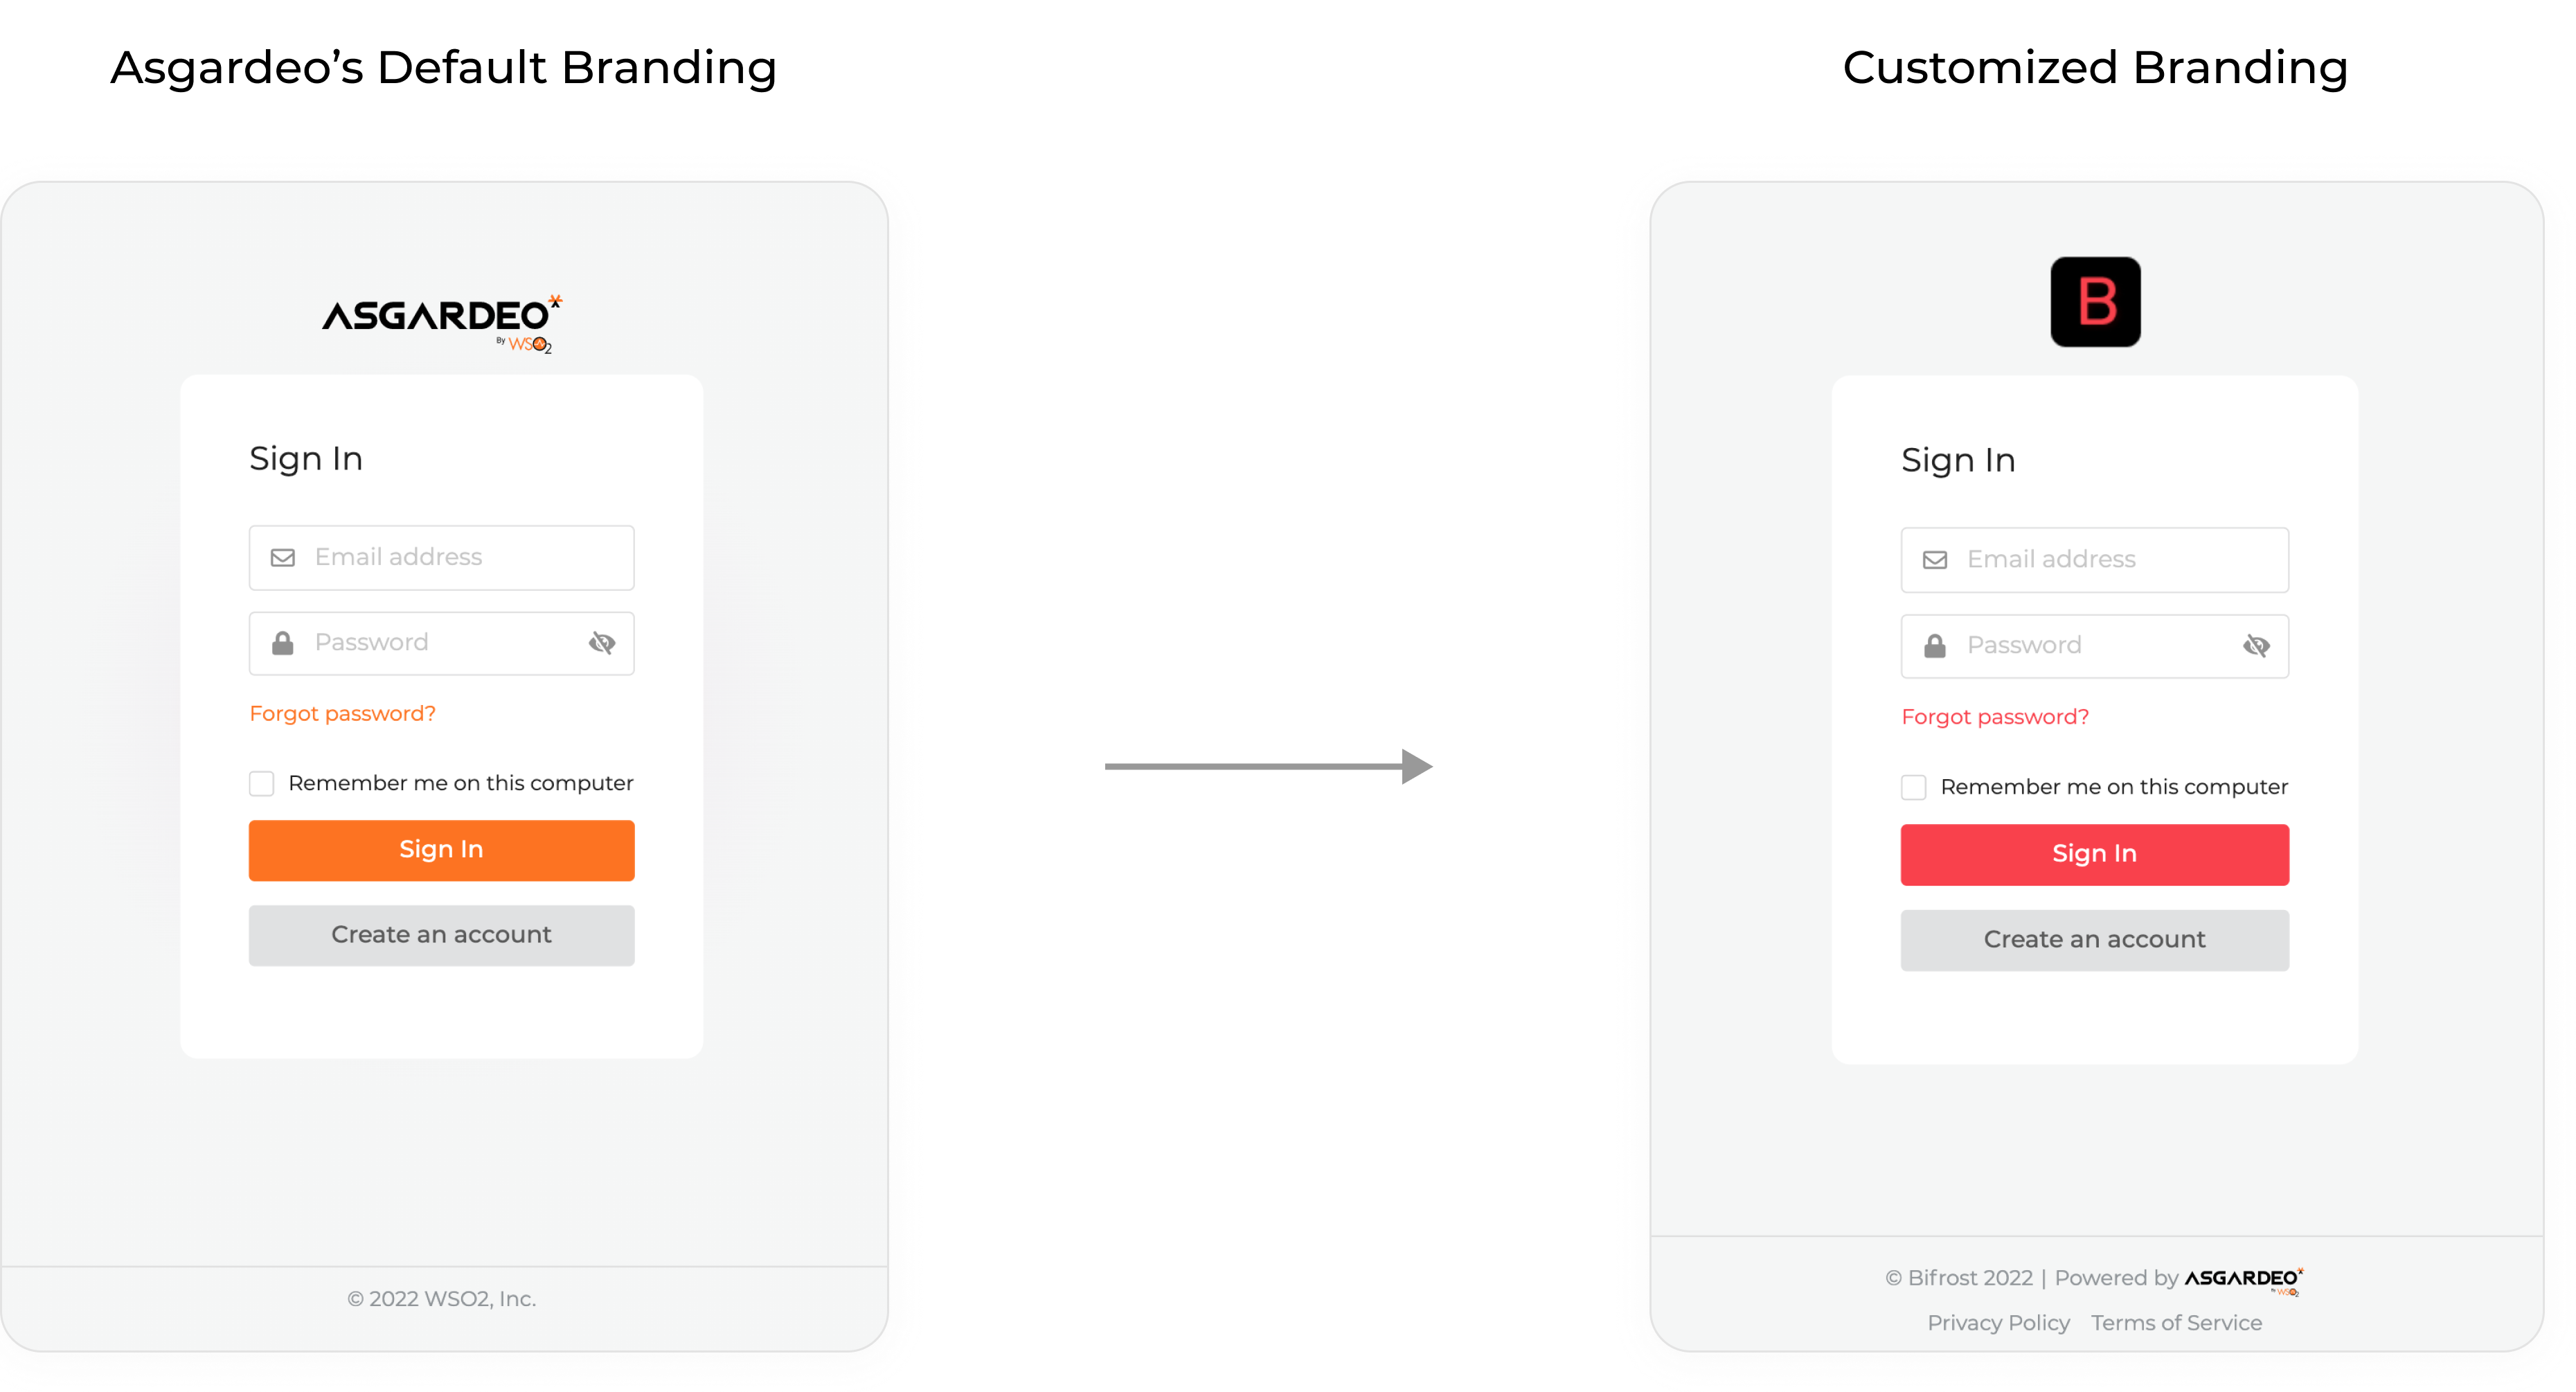 Asgardeo’s Default Branding
ASGARDEO
By WSO2
Sign In
Email address
Password
Forgot password?
Remember me on this computer
Sign In
Create an account
© 2022 WSO2, Inc.
Customized Branding
B
Sign In
Email address
Password
Forgot password?
Remember me on this computer
Sign In
Create an account
© Bifrost 2022 | Powered by ASGARDEO
By WSO2
Privacy Policy Terms of Service